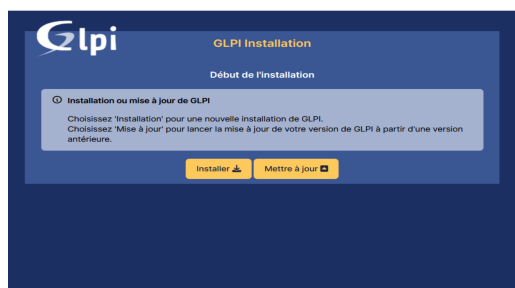 Glpi
GLPI Installation
Début de l'installation
Installation ou mise à jour de GLPI
Choisissez 'Installation' pour une nouvelle installation de GLPI.
Choisissez 'Mise à jour' pour lancer la mise à jour de votre version de GLPI à partir d'une version
antérieure.
Installer Mettre à jour